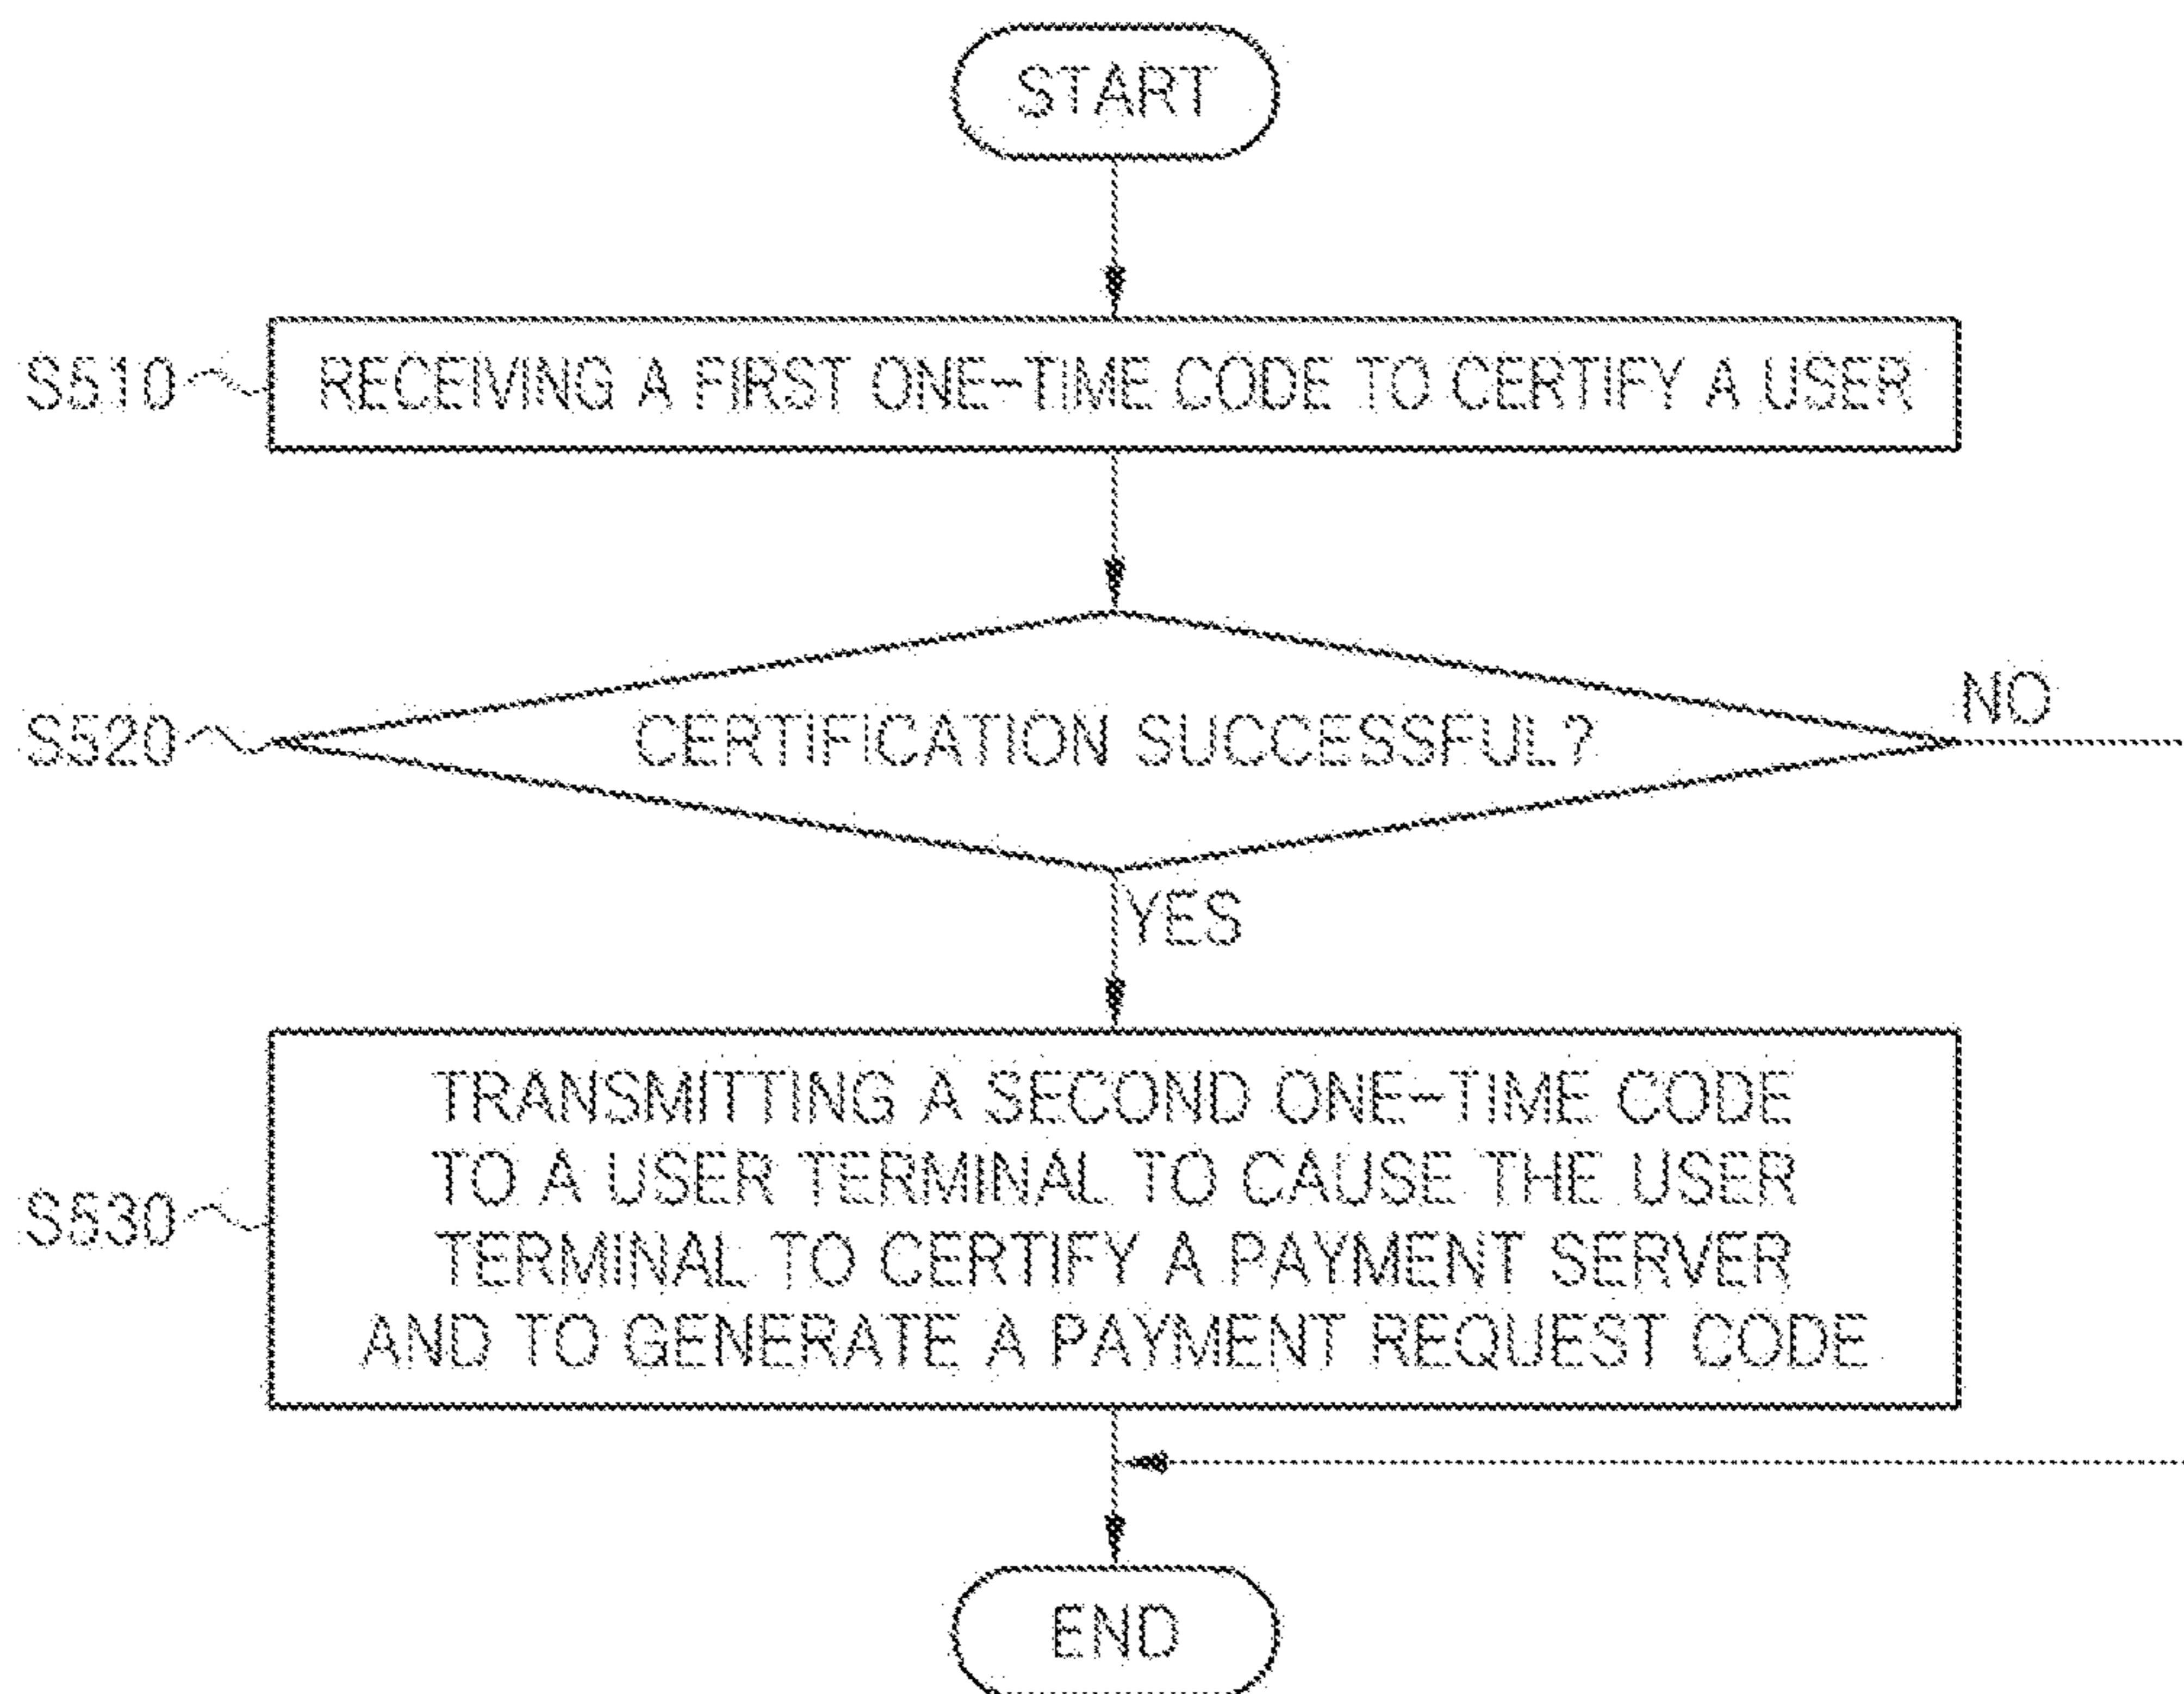 START
S510
RECEIVING A FIRST ONE-TIME CODE TO CERTIFY A USER
S520
CERTIFICATION SUCCESSFUL?
NO
YES
S530
TRANSMITTING A SECOND ONE-TIME CODE
TO A USER TERMINAL TO CAUSE THE USER
TERMINAL TO CERTIFY A PAYMENT SERVER
AND TO GENERATE A PAYMENT REQUEST CODE
END